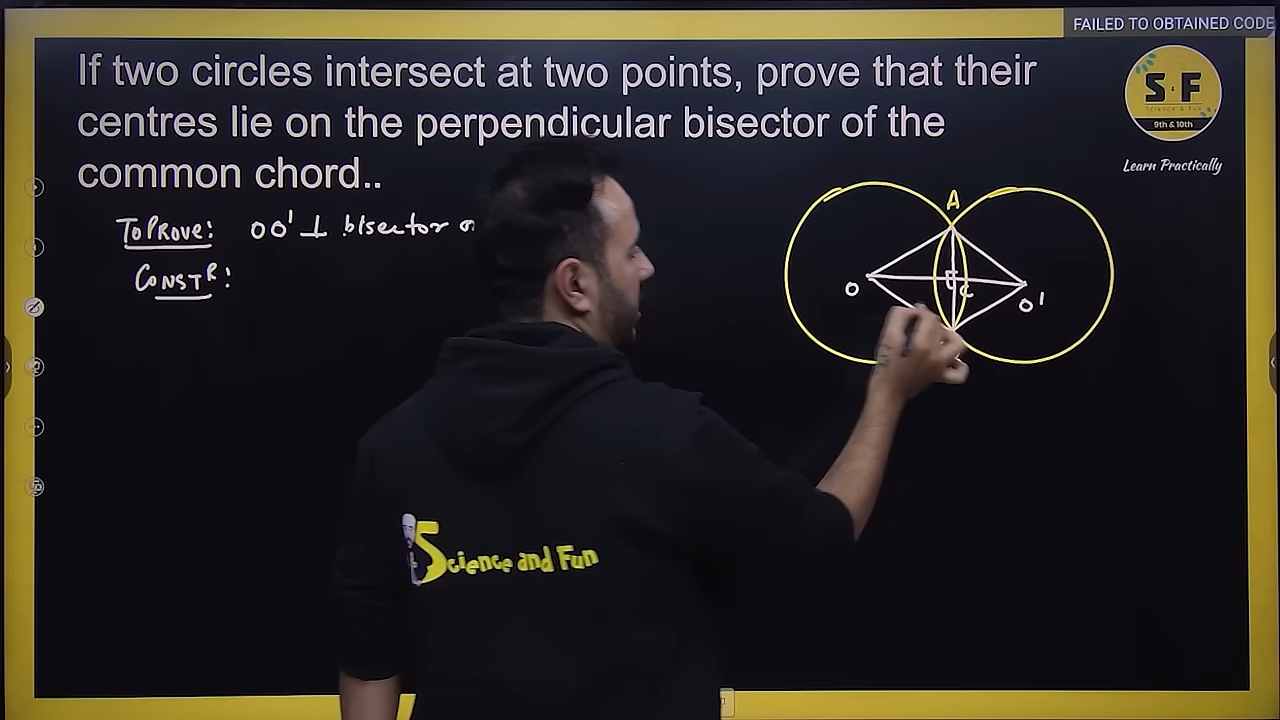 FAILED TO OBTAINED CODE
If two circles intersect at two points, prove that their
centres lie on the perpendicular bisector of the
common chord..
S&F
Science & Fun
9th & 10th
Learn Practically
TO PROVE: OO' ⊥ bisector o
CONSTR:
A
O
C
O'
Science and Fun